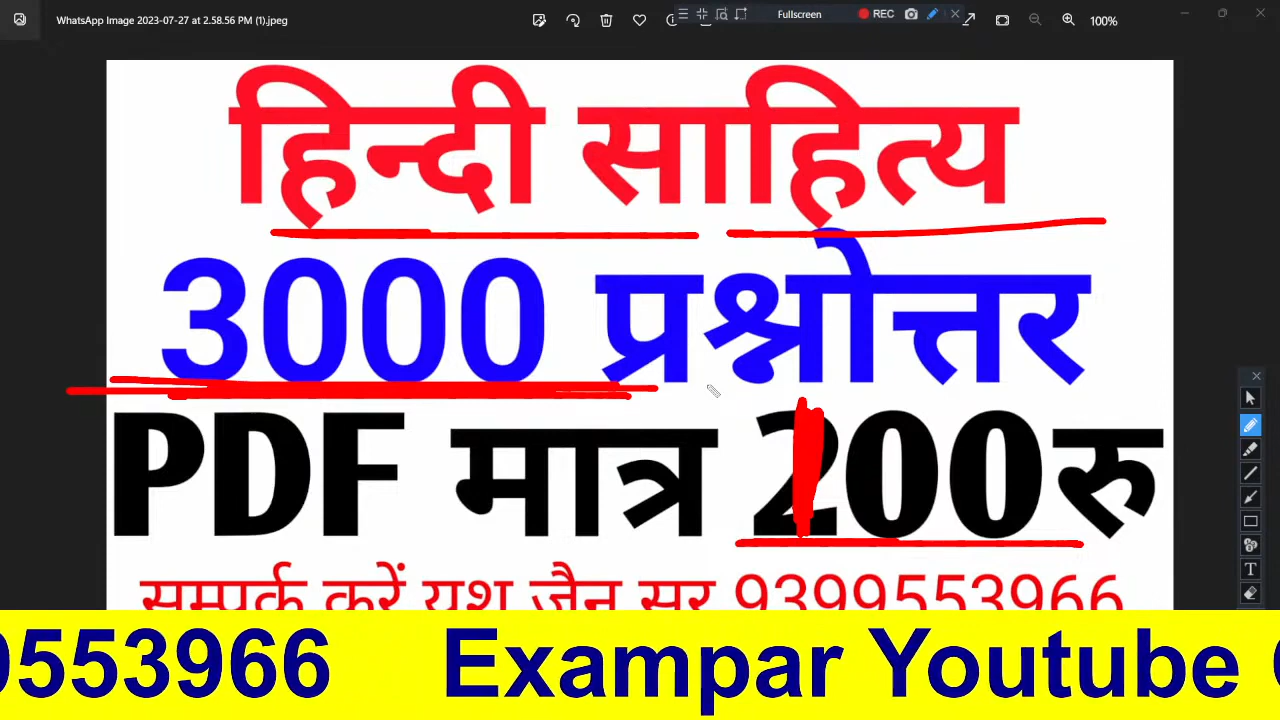 WhatsApp Image 2023-07-27 at 2.58.56 PM (1).jpeg
Fullscreen
REC
100%
हिन्दी साहित्य
3000 प्रश्नोत्तर
PDF मात्र 200रु
सम्पर्क करें यश जैन सर 9399553966
9553966 Exampar Youtube